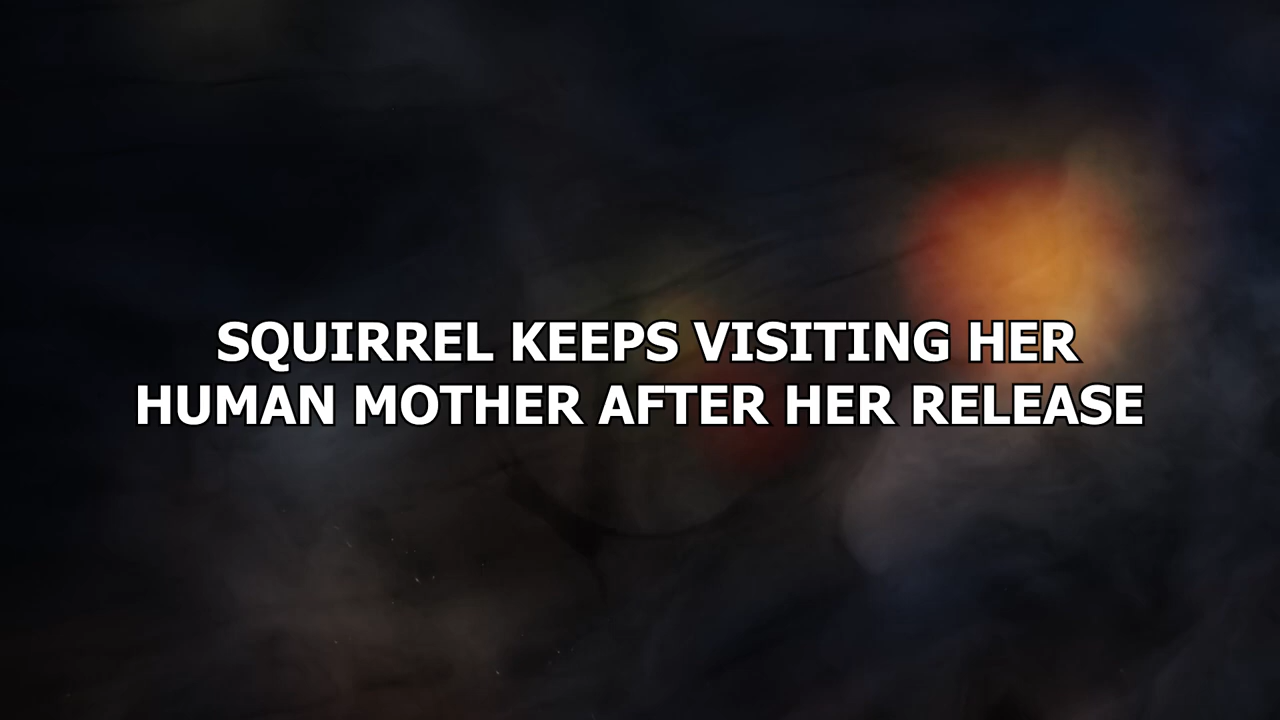 SQUIRREL KEEPS VISITING HER
HUMAN MOTHER AFTER HER RELEASE